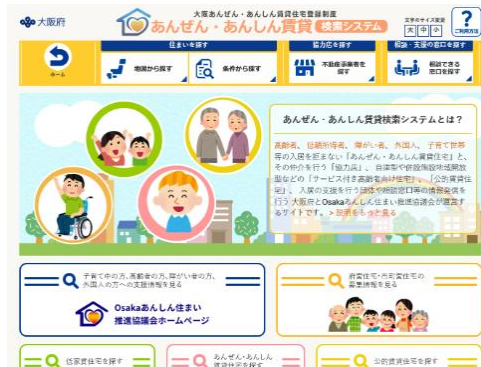 大阪府
大阪あんぜん・あんしん賃貸住宅登録制度
あんぜん・あんしん賃貸 検索システム
文字のサイズ変更
大 中 小
?
ご利用方法
ホーム
住まいを探す
地図から探す
条件から探す
協力店を探す
不動産事業者を
探す
相談・支援の窓口を探す
相談できる
窓口を探す
あんぜん・あんしん賃貸検索システムとは?
高齢者、低額所得者、障がい者、外国人、子育て世帯
等の入居を拒まない「あんぜん・あんしん賃貸住宅」と、
その仲介を行う「協力店」、
型などの「サービス付き高齢者向け住宅」、「公的賃貸住
宅」、入居の支援を行う団体や相談窓口等の情報発信を
行う大阪府とOsakaあんしん住まい推進協議会が運営す
るサイトです。 > 説明をもっと見る
子育て中の方、高齢者の方、障がい者の方、
外国人の方への支援情報を見る
Osakaあんしん住まい
推進協議会ホームページ
府営住宅・市町営住宅の
募集情報を見る
低家賃住宅を探す
あんぜん・あんしん
賃貸住宅を探す
公的賃貸住宅を探す